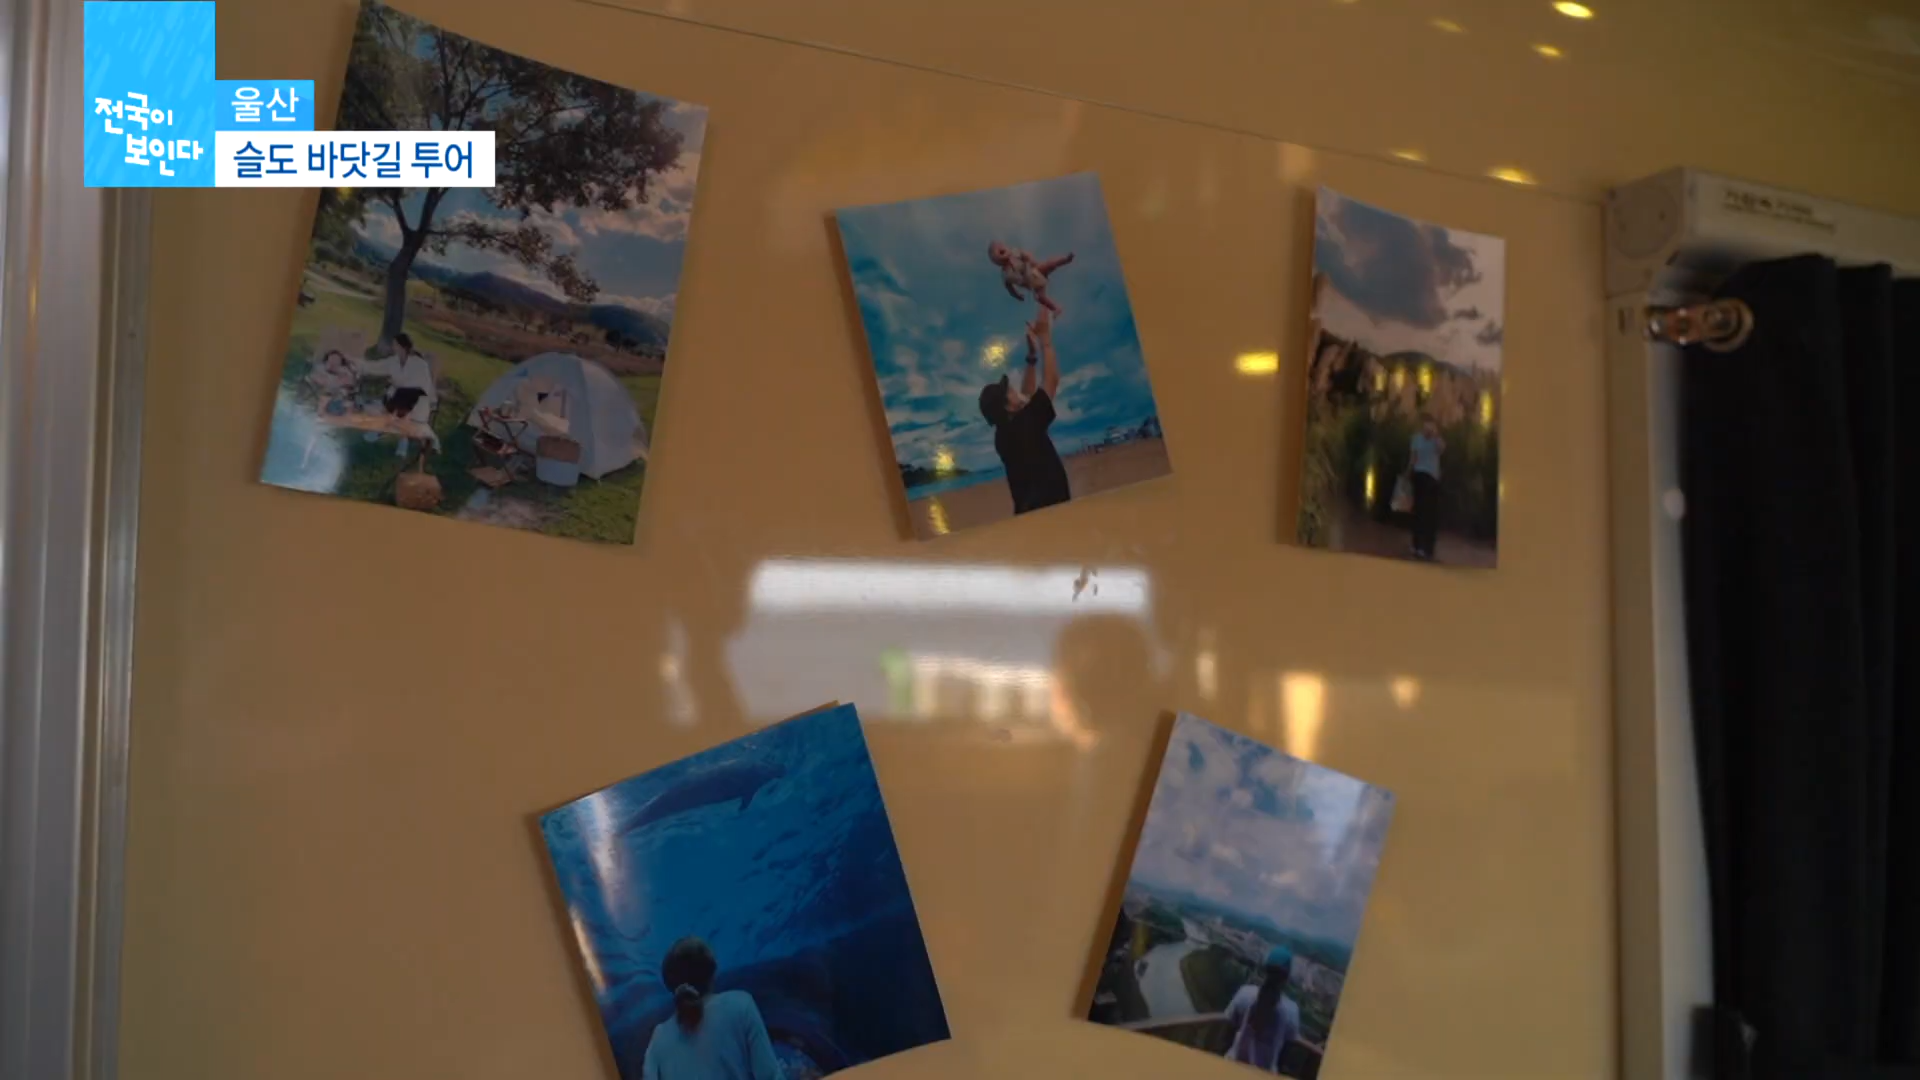 전국이
보인다
울산
슬도 바닷길 투어